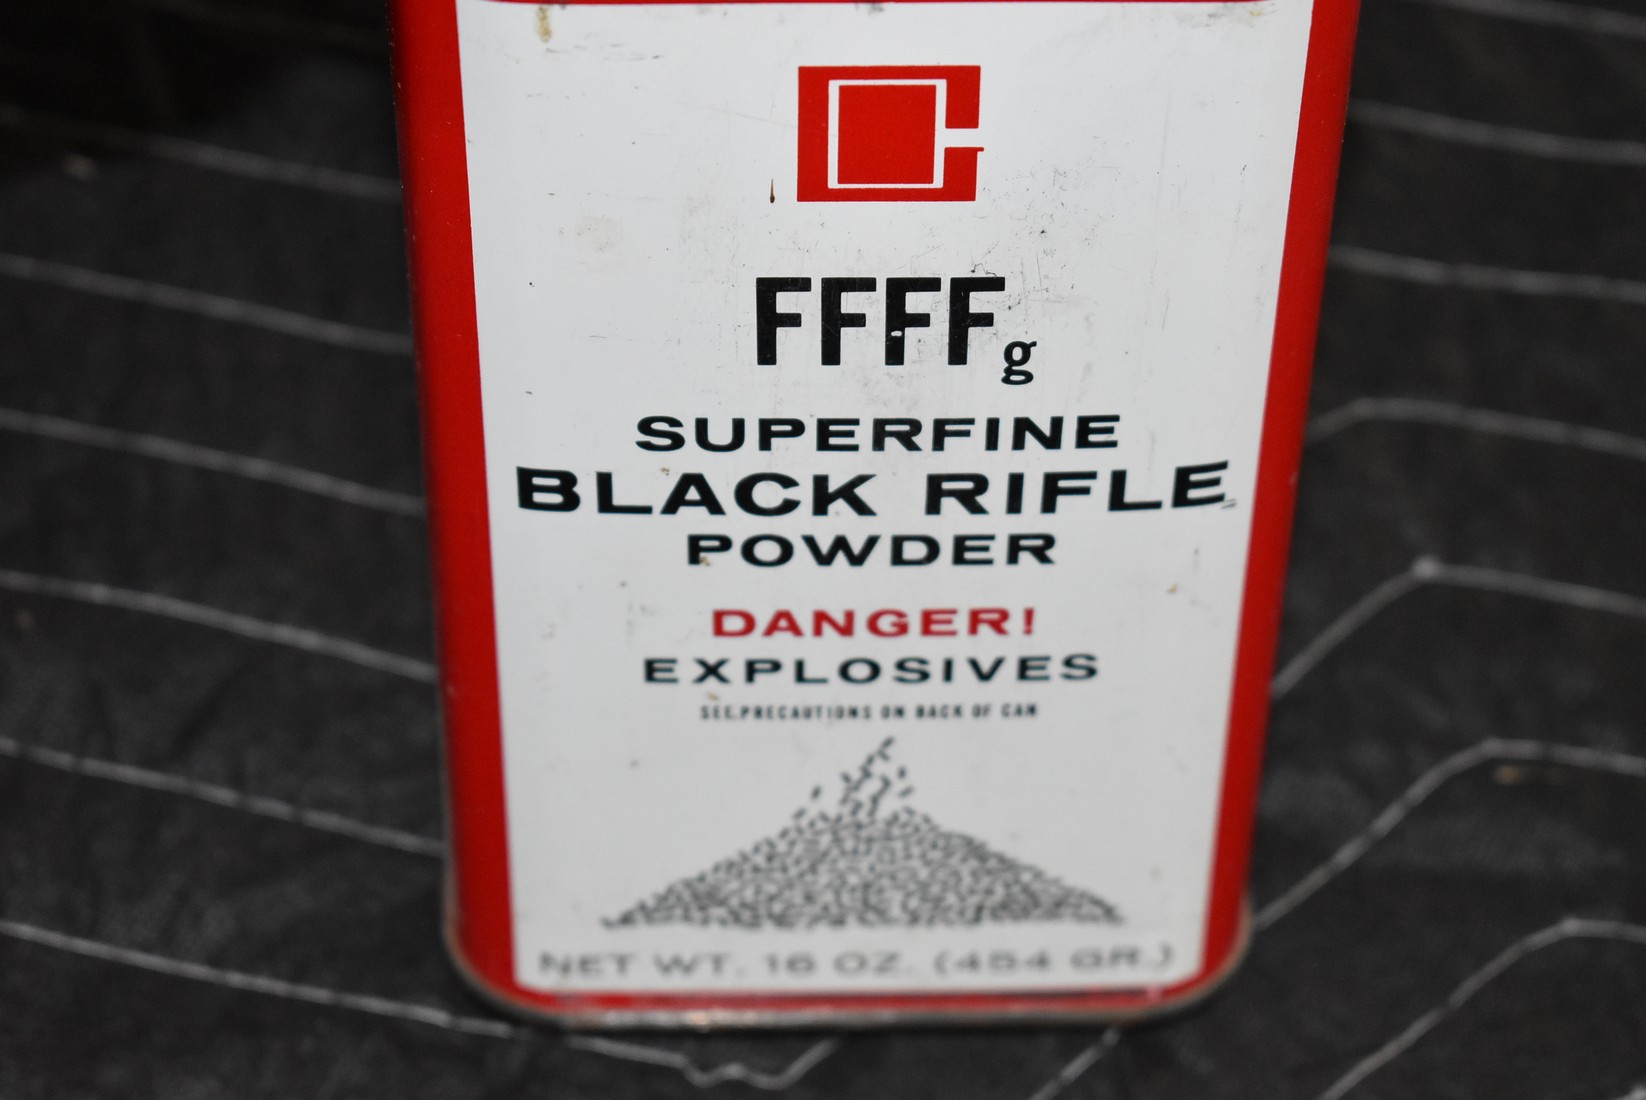 FFFFg
SUPERFINE
BLACK RIFLE
POWDER
DANGER!
EXPLOSIVES
SEE PRECAUTIONS ON BACK OF CAN
NET WT. 16 OZ. (454 GR.)